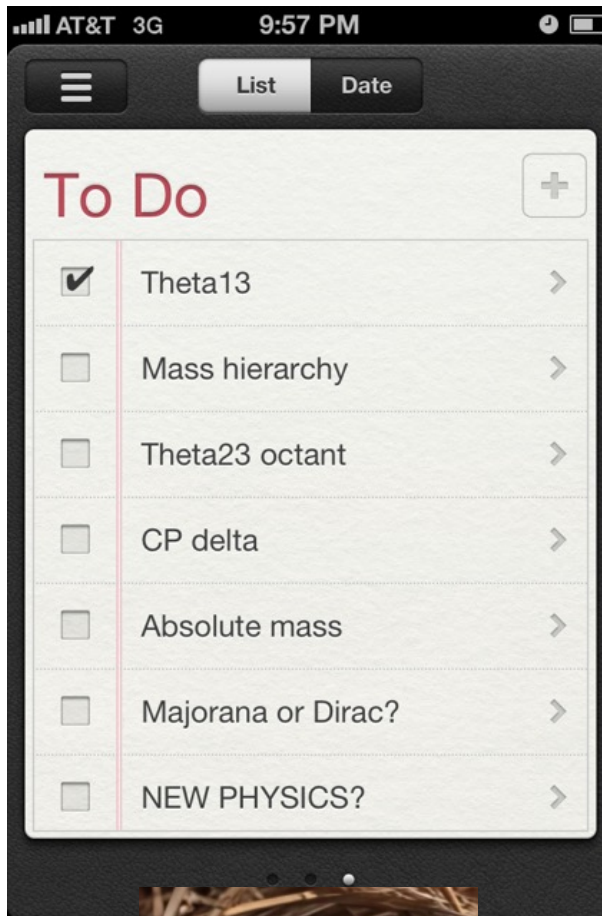 AT&T 3G 9:57 PM
List Date
To Do
Theta13
Mass hierarchy
Theta23 octant
CP delta
Absolute mass
Majorana or Dirac?
NEW PHYSICS?